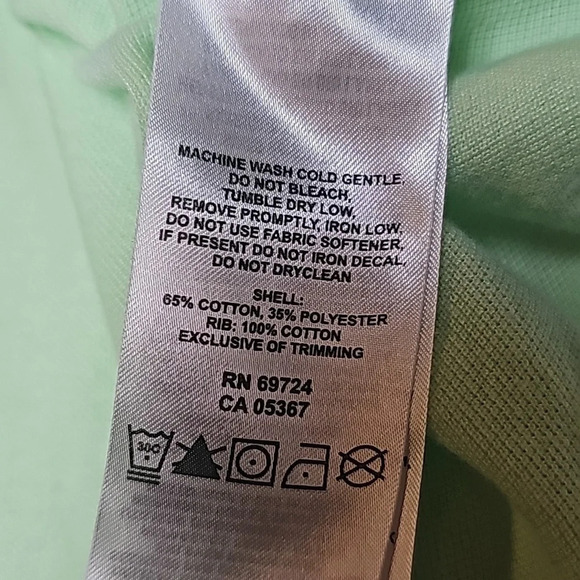 MACHINE WASH COLD GENTLE,
DO NOT BLEACH,
TUMBLE DRY LOW,
REMOVE PROMPTLY, IRON LOW,
DO NOT USE FABRIC SOFTENER,
IF PRESENT DO NOT IRON DECAL,
DO NOT DRYCLEAN
SHELL:
65% COTTON, 35% POLYESTER
RIB: 100% COTTON
EXCLUSIVE OF TRIMMING
RN 69724
CA 05367
30C